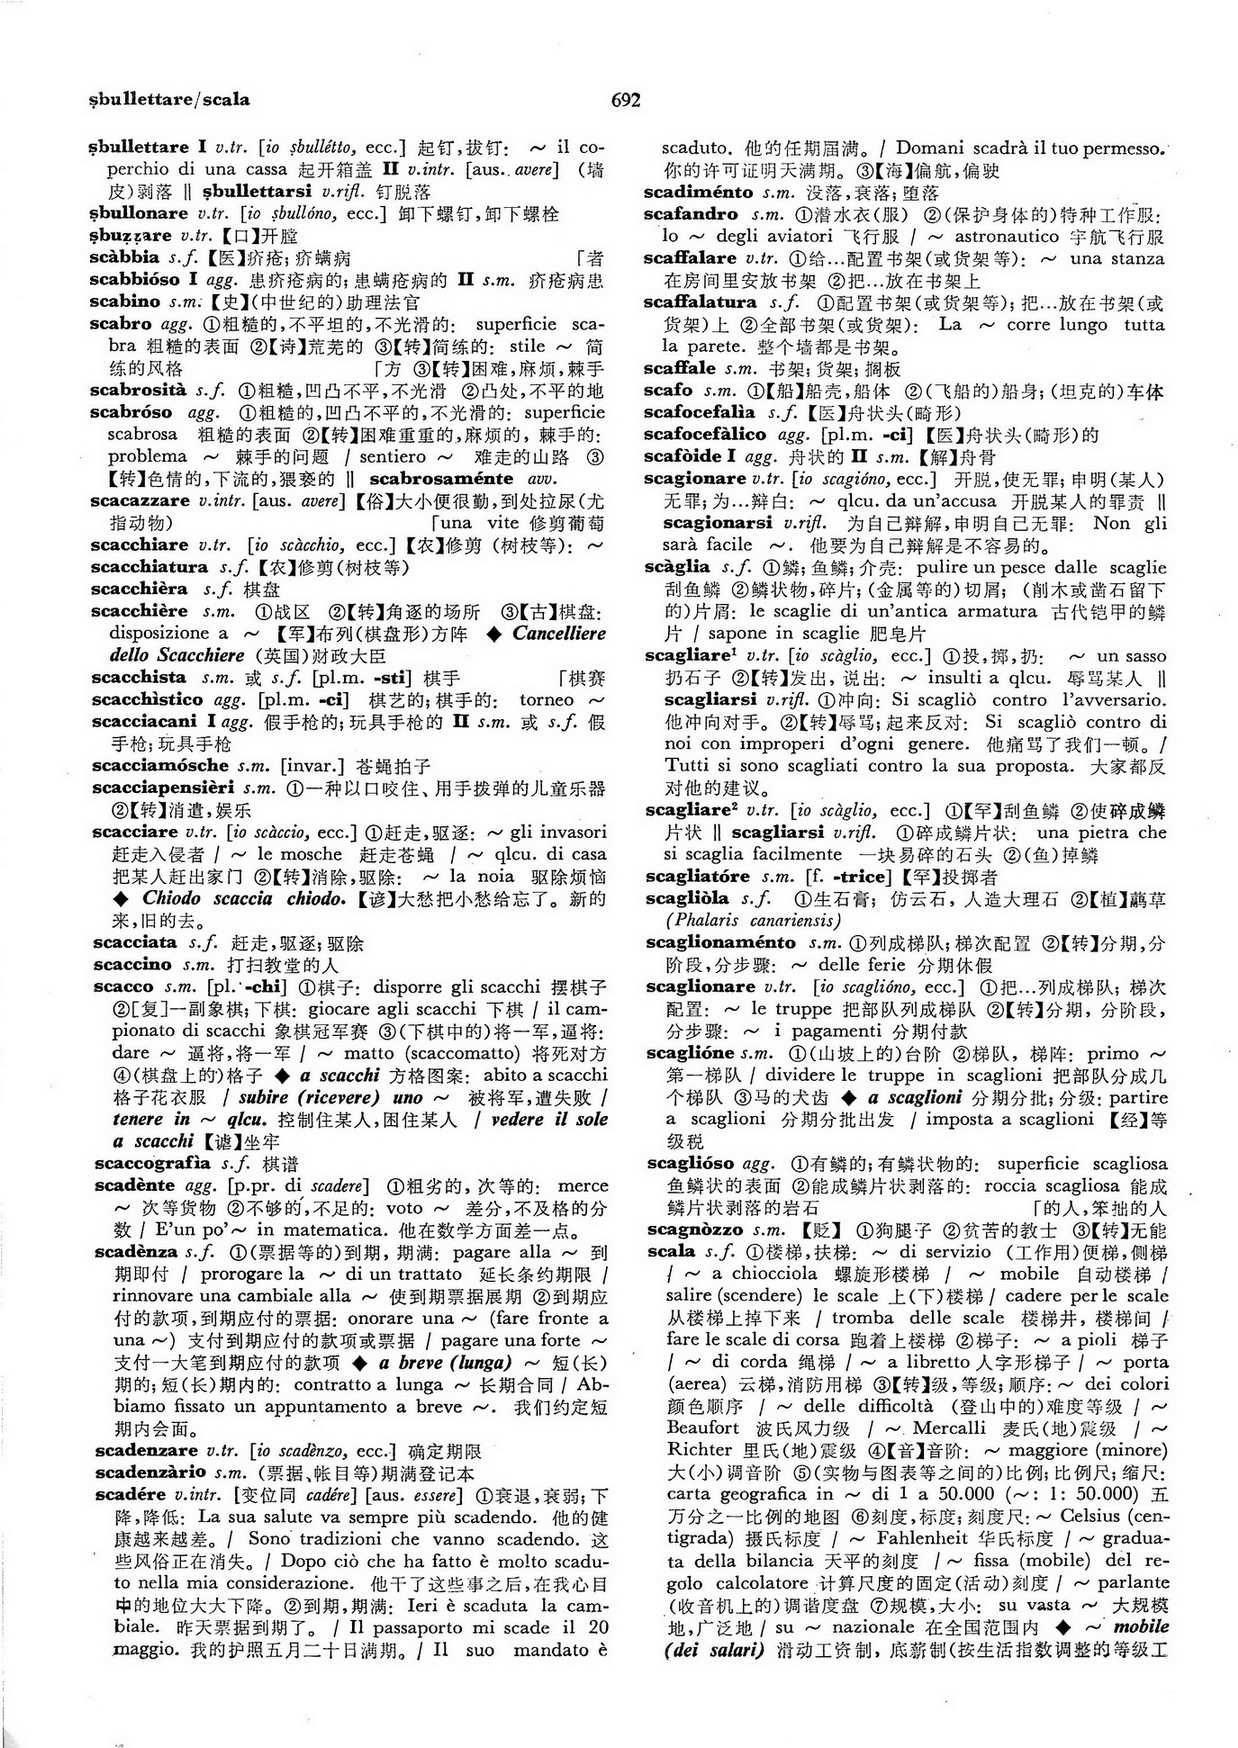 ṣbullettare/scala
692
ṣbullettare I v.tr. [io ṣbullétto, ecc.] 起钉,拔钉: ～ il co-
perchio di una cassa 起开箱盖 II v.intr. [aus. avere] (墙
皮)剥落 ‖ ṣbullettarsi v.rifl. 钉脱落
ṣbullonare v.tr. [io ṣbullóno, ecc.] 卸下螺钉,卸下螺栓
ṣbuẓẓare v.tr. 【口】开膛
scàbbia s.f. 【医】疥疮; 疥螨病 「者
scabbióso I agg. 患疥疮病的; 患螨疮病的 II s.m. 疥疮病患
scabino s.m. 【史】(中世纪的)助理法官
scabro agg. ①粗糙的,不平坦的,不光滑的: superficie sca-
bra 粗糙的表面 ②【诗】荒芜的 ③【转】简练的: stile ～ 简
练的风格 「方 ③【转】困难,麻烦,棘手
scabrosità s.f. ①粗糙,凹凸不平,不光滑 ②凸处,不平的地
scabróso agg. ①粗糙的,凹凸不平的,不光滑的: superficie
scabrosa 粗糙的表面 ②【转】困难重重的,麻烦的, 棘手的:
problema ～ 棘手的问题 / sentiero ～ 难走的山路 ③
【转】色情的,下流的,猥亵的 ‖ scabrosaménte avv.
scacazzare v.intr. [aus. avere] 【俗】大小便很勤,到处拉尿(尤
指动物) 「una vite 修剪葡萄
scacchiare v.tr. [io scàcchio, ecc.] 【农】修剪 (树枝等): ～
scacchiatura s.f. 【农】修剪(树枝等)
scacchièra s.f. 棋盘
scacchière s.m. ①战区 ②【转】角逐的场所 ③【古】棋盘:
disposizione a ～ 【军】布列(棋盘形)方阵 ◆ Cancelliere
dello Scacchiere (英国)财政大臣
scacchista s.m. 或 s.f. [pl.m. -sti] 棋手 「棋赛
scacchìstico agg. [pl.m. -ci] 棋艺的; 棋手的: torneo ～
scacciacani I agg. 假手枪的; 玩具手枪的 II s.m. 或 s.f. 假
手枪; 玩具手枪
scacciamósche s.m. [invar.] 苍蝇拍子
scacciapensièri s.m. ①一种以口咬住、用手拨弹的儿童乐器
②【转】消遣,娱乐
scacciare v.tr. [io scàccio, ecc.] ①赶走,驱逐: ～ gli invasori
赶走入侵者 / ～ le mosche 赶走苍蝇 / ～ qlcu. di casa
把某人赶出家门 ②【转】消除,驱除: ～ la noia 驱除烦恼
◆ Chiodo scaccia chiodo. 【谚】大愁把小愁给忘了。新的
来,旧的去。
scacciata s.f. 赶走,驱逐; 驱除
scaccino s.m. 打扫教堂的人
scacco s.m. [pl. -chi] ①棋子: disporre gli scacchi 摆棋子
②[复]一副象棋; 下棋: giocare agli scacchi 下棋 / il cam-
pionato di scacchi 象棋冠军赛 ③(下棋中的)将一军,逼将:
dare ～ 逼将,将一军 / ～ matto (scaccomatto) 将死对方
④(棋盘上的)格子 ◆ a scacchi 方格图案: abito a scacchi
格子花衣服 / subire (ricevere) uno ～ 被将军,遭失败 /
tenere in ～ qlcu. 控制住某人,困住某人 / vedere il sole
a scacchi 【谑】坐牢
scaccografia s.f. 棋谱
scadènte agg. [p.pr. di scadere] ①粗劣的, 次等的: merce
～ 次等货物 ②不够的,不足的: voto ～ 差分,不及格的分
数 / E'un po'～ in matematica. 他在数学方面差一点。
scadènza s.f. ①(票据等的)到期, 期满: pagare alla ～ 到
期即付 / prorogare la ～ di un trattato 延长条约期限 /
rinnovare una cambiale alla ～ 使到期票据展期 ②到期应
付的款项,到期应付的票据: onorare una ～ (fare fronte a
una ～) 支付到期应付的款项或票据 / pagare una forte ～
支付一大笔到期应付的款项 ◆ a breve (lunga) ～ 短(长)
期的; 短(长)期内的: contratto a lunga ～ 长期合同 / Ab-
biamo fissato un appuntamento a breve ～. 我们约定短
期内会面。
scadenzare v.tr. [io scadènzo, ecc.] 确定期限
scadenzàrio s.m. (票据、帐目等)期满登记本
scadére v.intr. [变位同 cadére] [aus. essere] ①衰退,衰弱; 下
降,降低: La sua salute va sempre più scadendo. 他的健
康越来越差。/ Sono tradizioni che vanno scadendo. 这
些风俗正在消失。/ Dopo ciò che ha fatto è molto scadu-
to nella mia considerazione. 他干了这些事之后,在我心目
中的地位大大下降。②到期,期满: Ieri è scaduta la cam-
biale. 昨天票据到期了。/ Il passaporto mi scade il 20
maggio. 我的护照五月二十日满期。/ Il suo mandato è
scaduto. 他的任期届满。/ Domani scadrà il tuo permesso.
你的许可证明天满期。③【海】偏航,偏驶
scadiménto s.m. 没落,衰落; 堕落
scafandro s.m. ①潜水衣(服) ②(保护身体的)特种工作服:
lo ～ degli aviatori 飞行服 / ～ astronautico 宇航飞行服
scaffalare v.tr. ①给…配置书架(或货架等): ～ una stanza
在房间里安放书架 ②把…放在书架上
scaffalatura s.f. ①配置书架(或货架等); 把…放在书架(或
货架)上 ②全部书架(或货架): La ～ corre lungo tutta
la parete. 整个墙都是书架。
scaffale s.m. 书架; 货架; 搁板
scafo s.m. ①【船】船壳,船体 ②(飞船的)船身; (坦克的)车体
scafocefalìa s.f. 【医】舟状头(畸形)
scafocefàlico agg. [pl.m. -ci] 【医】舟状头(畸形)的
scafòide I agg. 舟状的 II s.m. 【解】舟骨
scagionare v.tr. [io scagióno, ecc.] 开脱,使无罪; 申明(某人)
无罪; 为…辩白: ～ qlcu. da un'accusa 开脱某人的罪责 ‖
scagionarsi v.rifl. 为自己辩解,申明自己无罪: Non gli
sarà facile ～. 他要为自己辩解是不容易的。
scàglia s.f. ①鳞; 鱼鳞; 介壳: pulire un pesce dalle scaglie
刮鱼鳞 ②鳞状物,碎片; (金属等的)切屑; (削木或凿石留下
的)片屑: le scaglie di un'antica armatura 古代铠甲的鳞
片 / sapone in scaglie 肥皂片
scagliare¹ v.tr. [io scàglio, ecc.] ①投,掷,扔: ～ un sasso
扔石子 ②【转】发出, 说出: ～ insulti a qlcu. 辱骂某人 ‖
scagliarsi v.rifl. ①冲向: Si scagliò contro l'avversario.
他冲向对手。②【转】辱骂; 起来反对: Si scagliò contro di
noi con improperi d'ogni genere. 他痛骂了我们一顿。/
Tutti si sono scagliati contro la sua proposta. 大家都反
对他的建议。
scagliare² v.tr. [io scàglio, ecc.] ①【罕】刮鱼鳞 ②使碎成鳞
片状 ‖ scagliarsi v.rifl. ①碎成鳞片状: una pietra che
si scaglia facilmente 一块易碎的石头 ②(鱼)掉鳞
scagliatóre s.m. [f. -trice] 【罕】投掷者
scagliòla s.f. ①生石膏; 仿云石, 人造大理石 ②【植】鹬草
(Phalaris canariensis)
scaglionaménto s.m. ①列成梯队; 梯次配置 ②【转】分期,分
阶段,分步骤: ～ delle ferie 分期休假
scaglionare v.tr. [io scaglióno, ecc.] ①把…列成梯队; 梯次
配置: ～ le truppe 把部队列成梯队 ②【转】分期, 分阶段,
分步骤: ～ i pagamenti 分期付款
scaglióne s.m. ①(山坡上的)台阶 ②梯队, 梯阵: primo ～
第一梯队 / dividere le truppe in scaglioni 把部队分成几
个梯队 ③马的犬齿 ◆ a scaglioni 分期分批; 分级: partire
a scaglioni 分期分批出发 / imposta a scaglioni 【经】等
级税
scaglióso agg. ①有鳞的; 有鳞状物的: superficie scagliosa
鱼鳞状的表面 ②能成鳞片状剥落的: roccia scagliosa 能成
鳞片状剥落的岩石 「的人,笨拙的人
scagnòzzo s.m. 【贬】 ①狗腿子 ②贫苦的教士 ③【转】无能
scala s.f. ①楼梯,扶梯: ～ di servizio (工作用)便梯,侧梯
/ ～ a chiocciola 螺旋形楼梯 / ～ mobile 自动楼梯 /
salire (scendere) le scale 上(下)楼梯 / cadere per le scale
从楼梯上掉下来 / tromba delle scale 楼梯井, 楼梯间 /
fare le scale di corsa 跑着上楼梯 ②梯子: ～ a pioli 梯子
/ ～ di corda 绳梯 / ～ a libretto 人字形梯子 / ～ porta
(aerea) 云梯,消防用梯 ③【转】级,等级; 顺序: ～ dei colori
颜色顺序 / ～ delle difficoltà (登山中的)难度等级 / ～
Beaufort 波氏风力级 / ～ Mercalli 麦氏(地)震级 / ～
Richter 里氏(地)震级 ④【音】音阶: ～ maggiore (minore)
大(小)调音阶 ⑤(实物与图表等之间的)比例; 比例尺; 缩尺:
carta geografica in ～ di 1 a 50.000 (～: 1: 50.000) 五
万分之一比例的地图 ⑥刻度,标度; 刻度尺: ～ Celsius (cen-
tigrada) 摄氏标度 / ～ Fahrenheit 华氏标度 / ～ gradua-
ta della bilancia 天平的刻度 / ～ fissa (mobile) del re-
golo calcolatore 计算尺度的固定(活动)刻度 / ～ parlante
(收音机上的)调谐度盘 ⑦规模,大小: su vasta ～ 大规模
地,广泛地 / su ～ nazionale 在全国范围内 ◆ ～ mobile
(dei salari) 滑动工资制, 底薪制(按生活指数调整的等级工